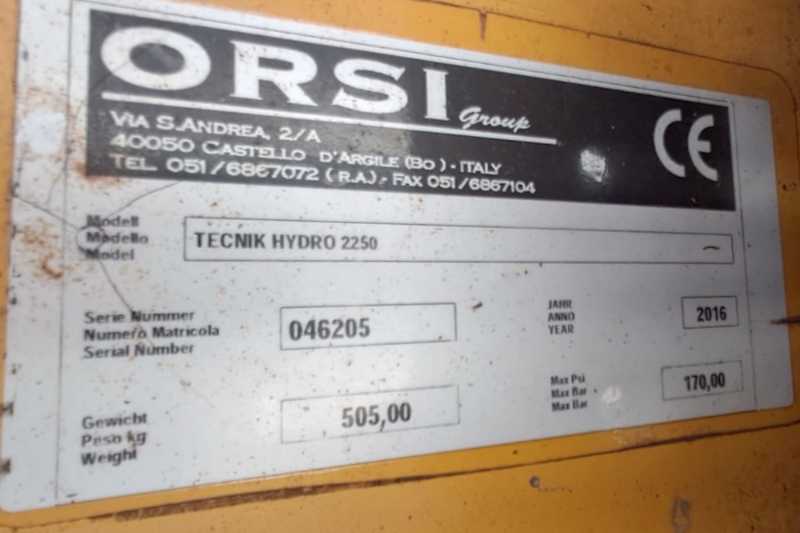 ORSI Group
CE
VIA S.ANDREA, 2/A
40050 CASTELLO D'ARGILE (BO) - ITALY
TEL. 051/6867072 (R.A.) - FAX 051/6867104
Modell
Modello
Model
TECNIK HYDRO 2250
Serie Nummer
Numero Matricola
Serial Number
046205
JAHR
ANNO
YEAR
2016
Gewicht
Peso kg
Weight
505,00
Max Psi
Max Bar
Max Bar
170,00